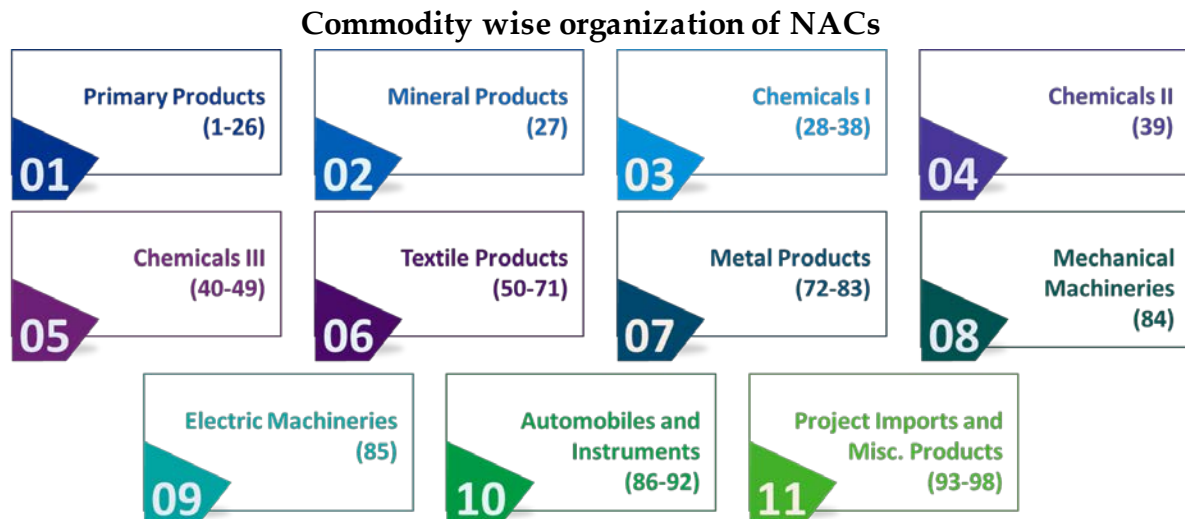 Commodity wise organization of NACs
Primary Products
(1-26)
01
Mineral Products
(27)
02
Chemicals I
(28-38)
03
Chemicals II
(39)
04
Chemicals III
(40-49)
05
Textile Products
(50-71)
06
Metal Products
(72-83)
07
Mechanical
Machineries
(84)
08
Electric Machineries
(85)
09
Automobiles and
Instruments
(86-92)
10
Project Imports and
Misc. Products
(93-98)
11